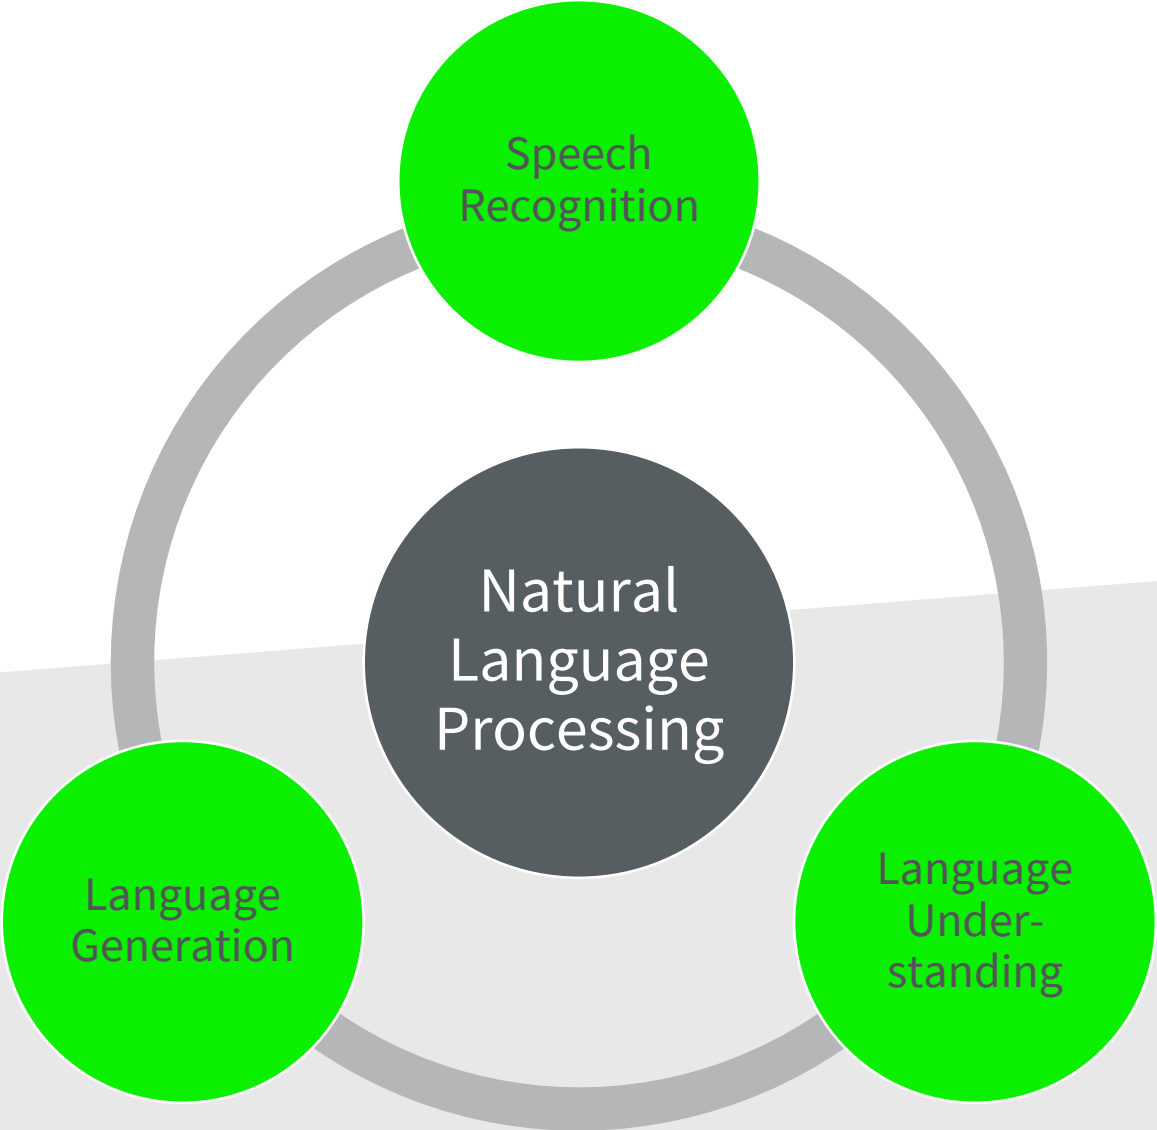 Speech
Recognition
Natural
Language
Processing
Language
Generation
Language
Under-
standing